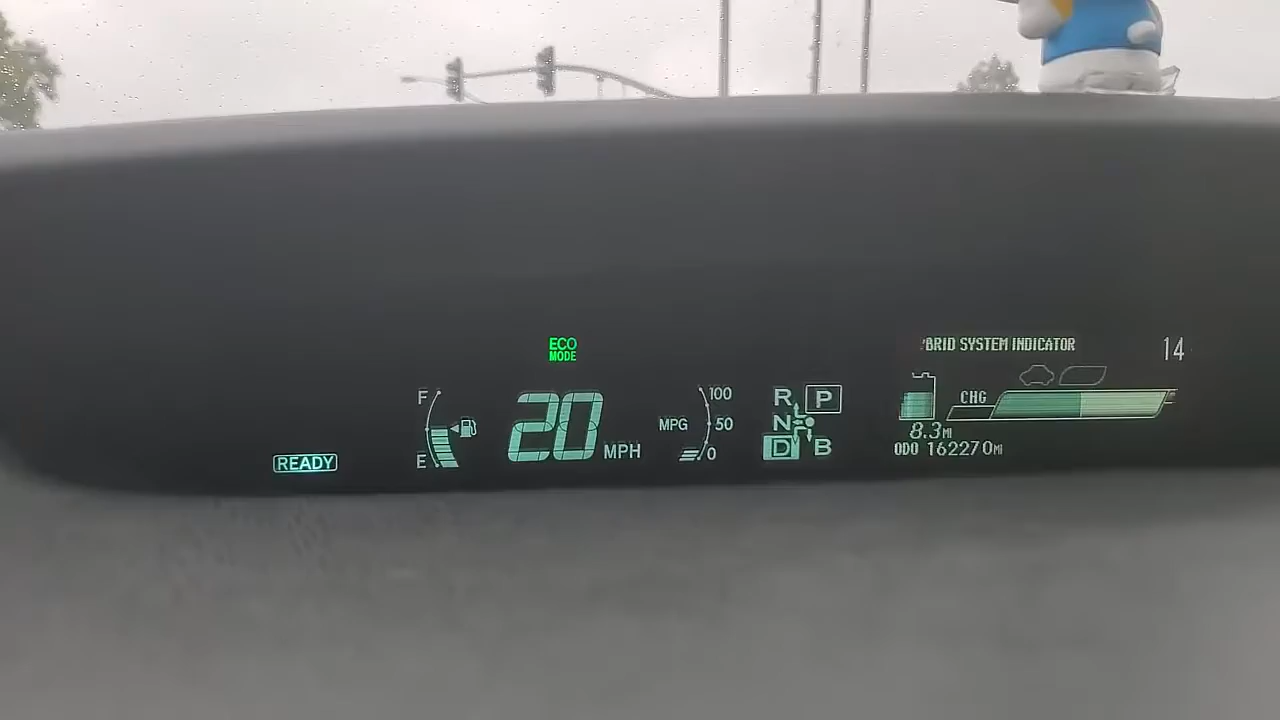 ECO
MODE
BRID SYSTEM INDICATOR
14
F
E
20
MPH
MPG
100
50
0
R
P
N
D
B
CHG
8.3MI
ODO 162270MI
READY